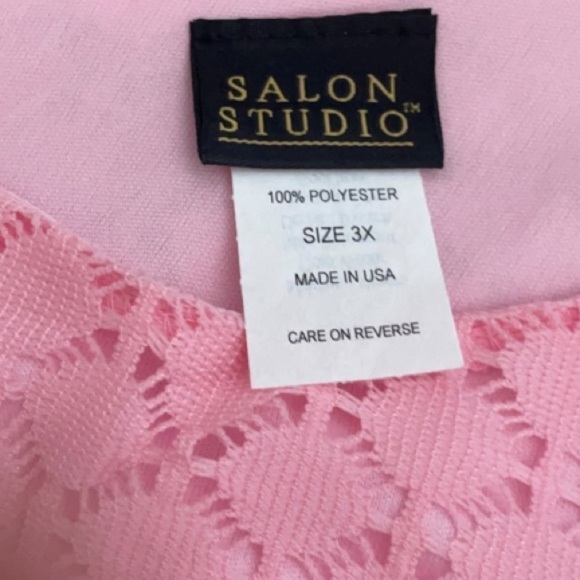 SALON
STUDIO™
100% POLYESTER
SIZE 3X
MADE IN USA
CARE ON REVERSE